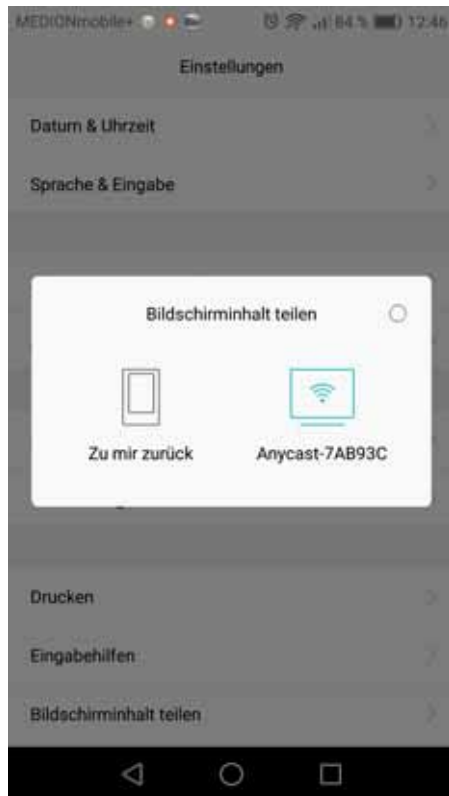 MEDIONmobile+ 64 % 12:46
Einstellungen
Datum & Uhrzeit
Sprache & Eingabe
Bildschirminhalt teilen
Zu mir zurück Anycast-7AB93C
Drucken
Eingabehilfen
Bildschirminhalt teilen